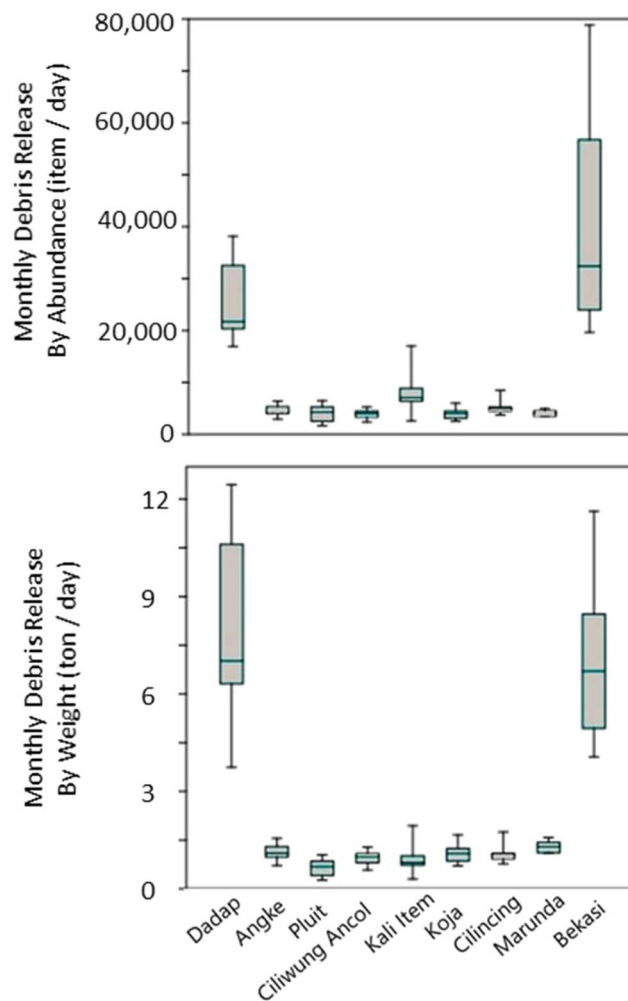 Monthly Debris Release
By Abundance (item / day)
80,000
60,000
40,000
20,000
0
Monthly Debris Release
By Weight (ton / day)
12
9
6
3
0
Dadap
Angke
Pluit
Ciliwung Ancol
Kali Item
Koja
Cilincing
Marunda
Bekasi